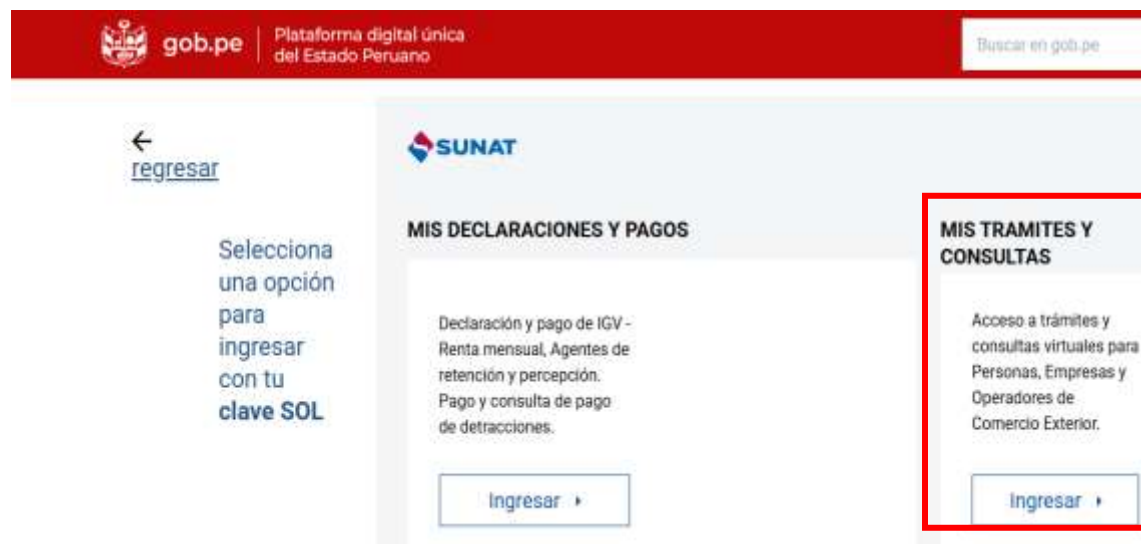 gob.pe
Plataforma digital única
del Estado Peruano
Buscar en gob.pe
←
regresar
SUNAT
Selecciona
una opción
para
ingresar
con tu
clave SOL
MIS DECLARACIONES Y PAGOS
Declaración y pago de IGV -
Renta mensual, Agentes de
retención y percepción.
Pago y consulta de pago
de detracciones.
Ingresar
MIS TRAMITES Y
CONSULTAS
Acceso a trámites y
consultas virtuales para
Personas, Empresas y
Operadores de
Comercio Exterior.
Ingresar